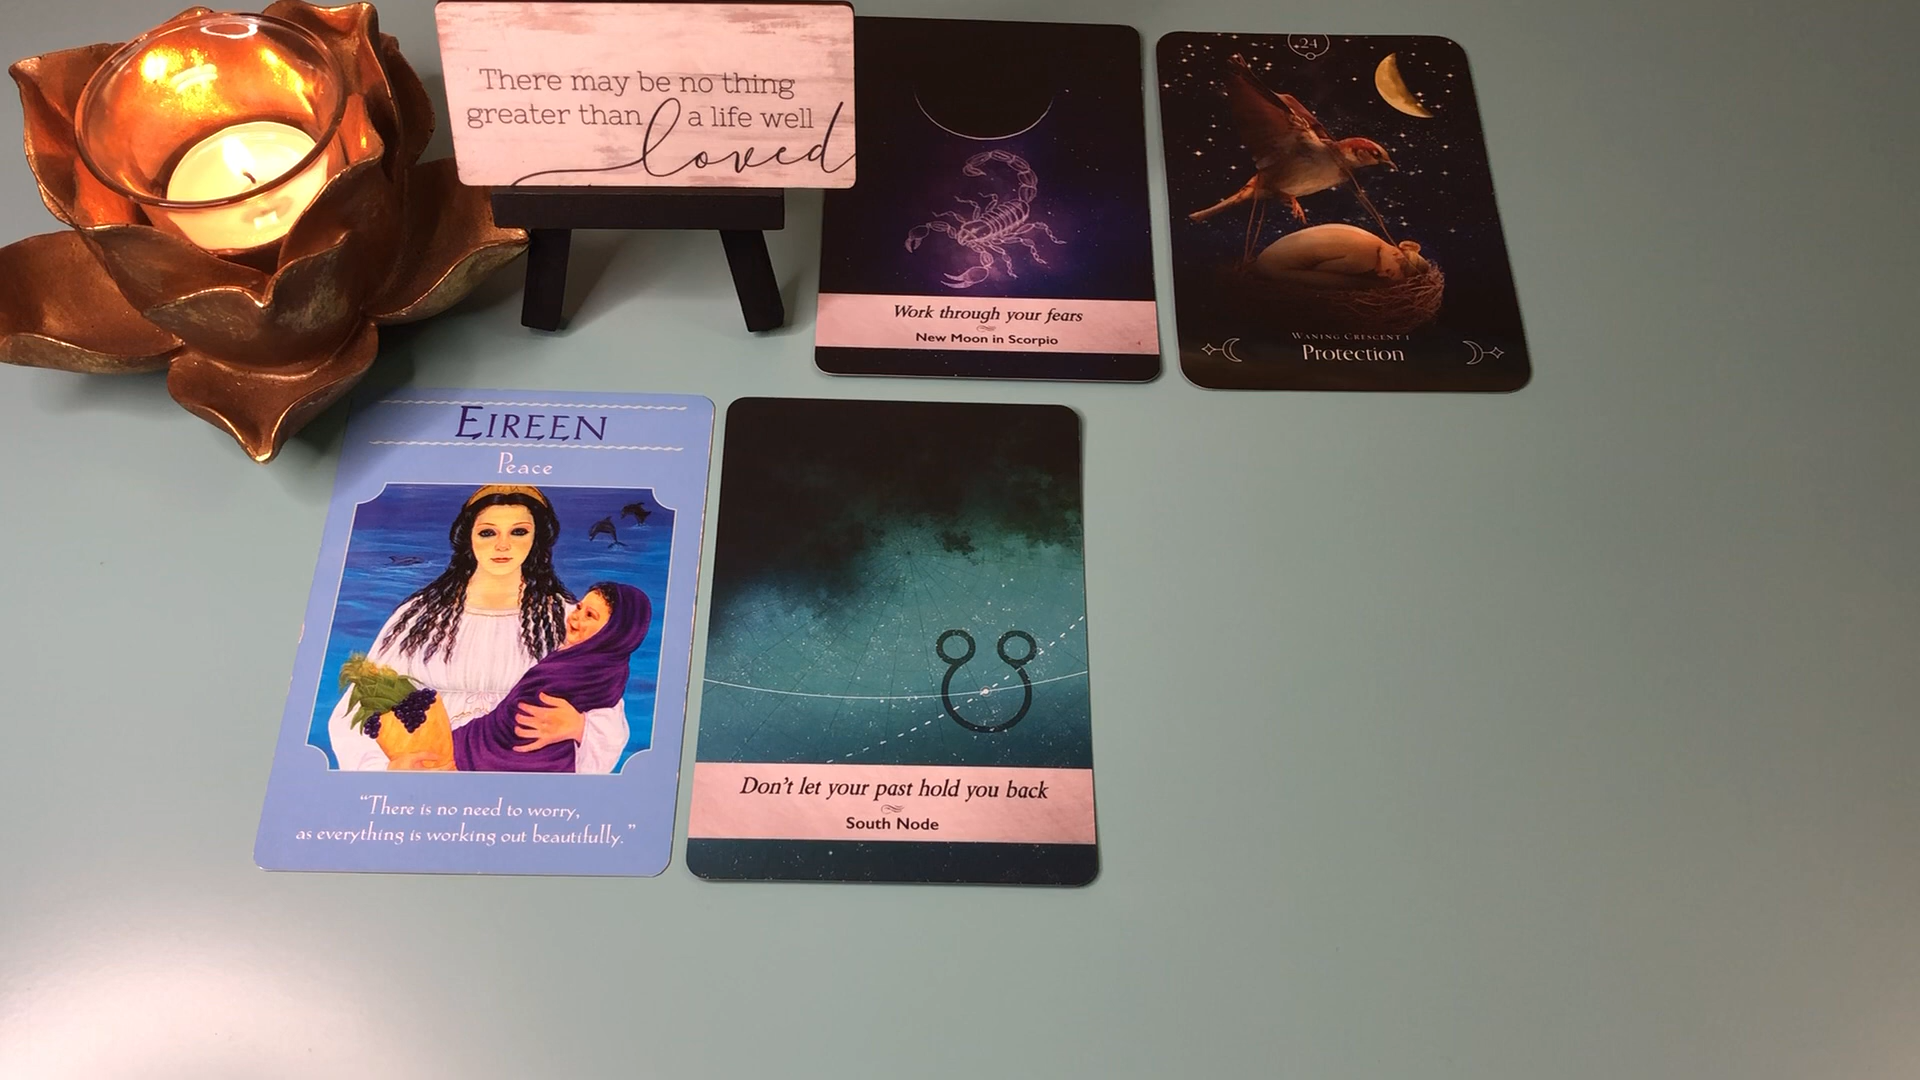 There may be no thing
greater than a life well
loved
Work through your fears
New Moon in Scorpio
24
Waning Crescent 1
Protection
EIREEN
Peace
"There is no need to worry,
as everything is working out beautifully."
Don't let your past hold you back
South Node